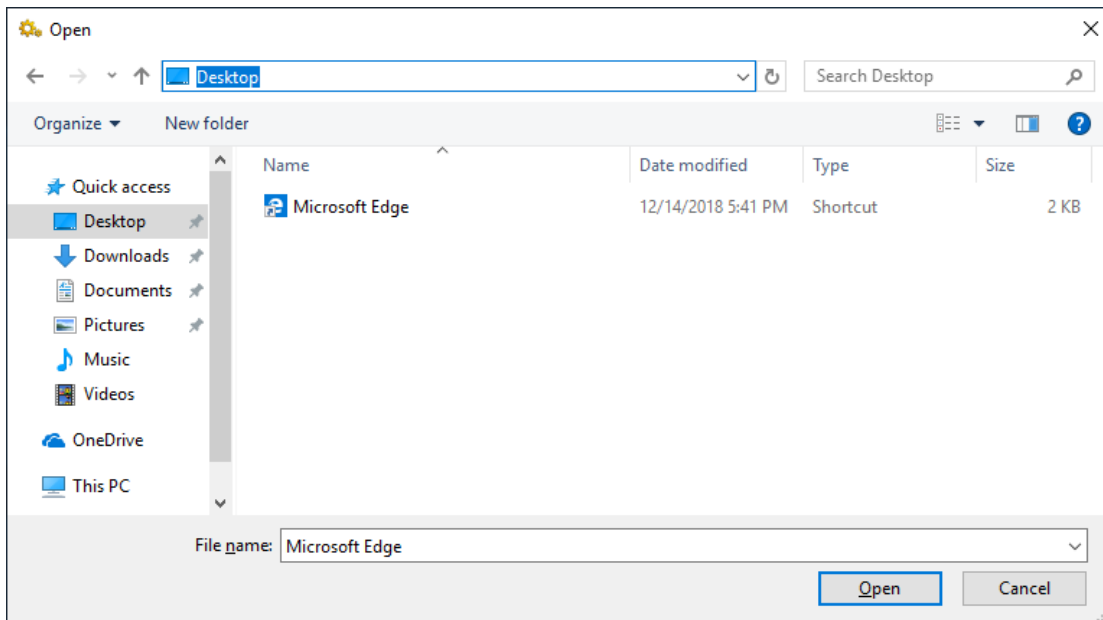 Open
Desktop
Search Desktop
Organize
New folder
Name
Date modified
Type
Size
Quick access
Desktop
Downloads
Documents
Pictures
Music
Videos
OneDrive
This PC
Microsoft Edge
12/14/2018 5:41 PM
Shortcut
2 KB
File name:
Microsoft Edge
Open
Cancel